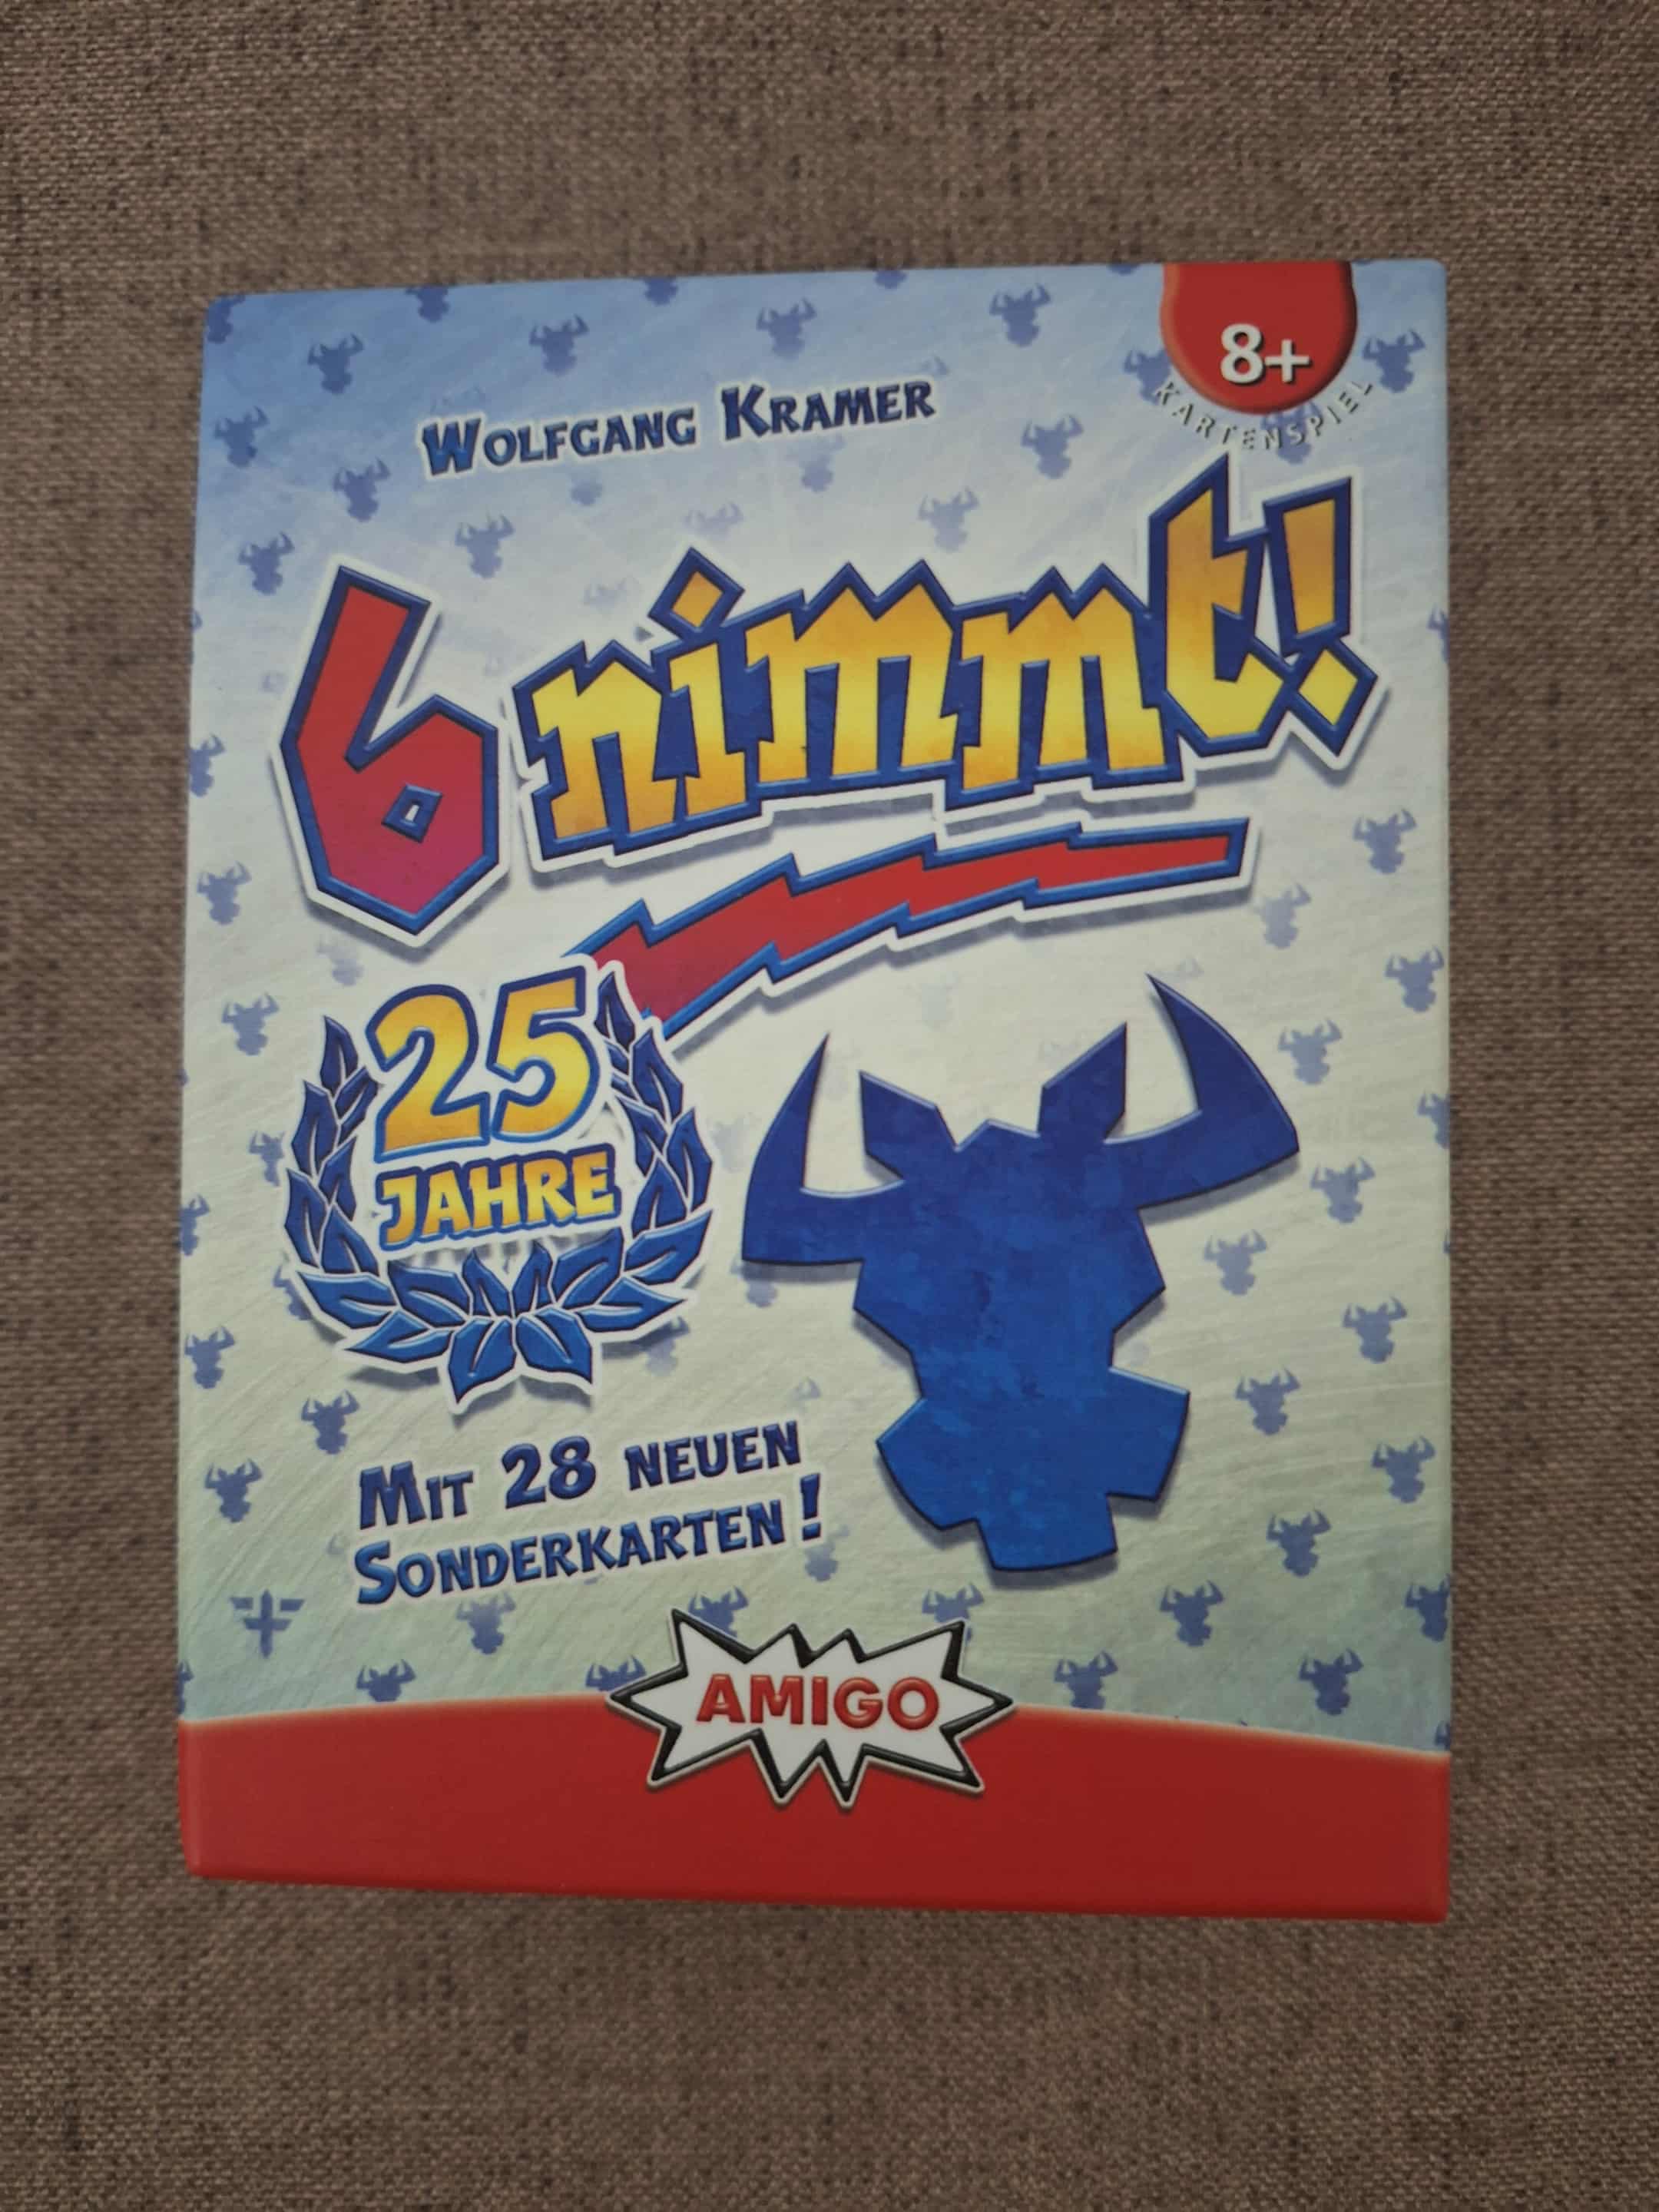 8+
KARTENSPIEL
WOLFGANG KRAMER
6 nimmt!
25
JAHRE
MIT 28 NEUEN
SONDERKARTEN!
AMIGO